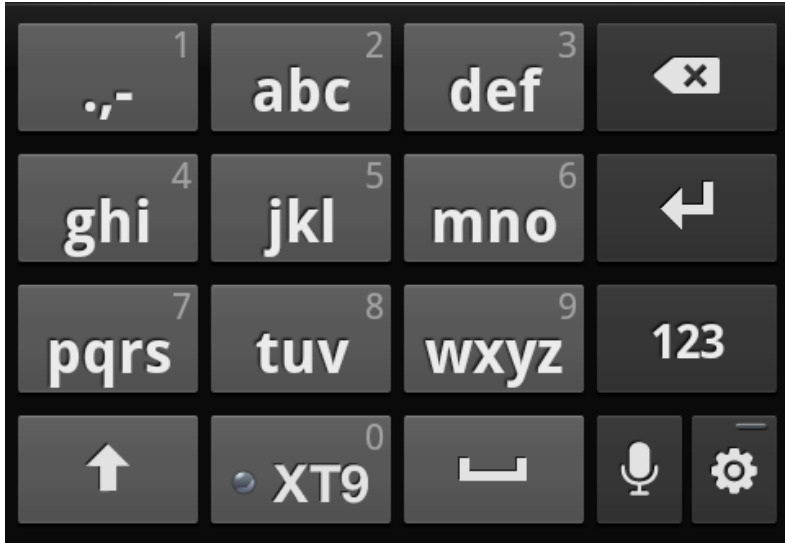 1 2 3
.,- abc def
4 5 6
ghi jkl mno
7 8 9
pqrs tuv wxyz 123
0
XT9